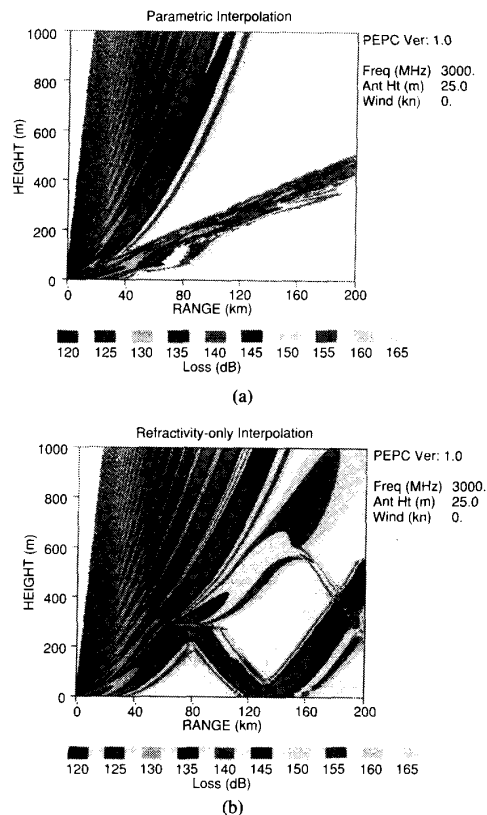 Parametric Interpolation
PEPC Ver: 1.0
Freq (MHz) 3000.
Ant Ht (m) 25.0
Wind (kn) 0.
HEIGHT (m)
1000
800
600
400
200
0
0 40 80 120 160 200
RANGE (km)
120 125 130 135 140 145 150 155 160 165
Loss (dB)
(a)
Refractivity-only Interpolation
PEPC Ver: 1.0
Freq (MHz) 3000.
Ant Ht (m) 25.0
Wind (kn) 0.
HEIGHT (m)
1000
800
600
400
200
0
0 40 80 120 160 200
RANGE (km)
120 125 130 135 140 145 150 155 160 165
Loss (dB)
(b)